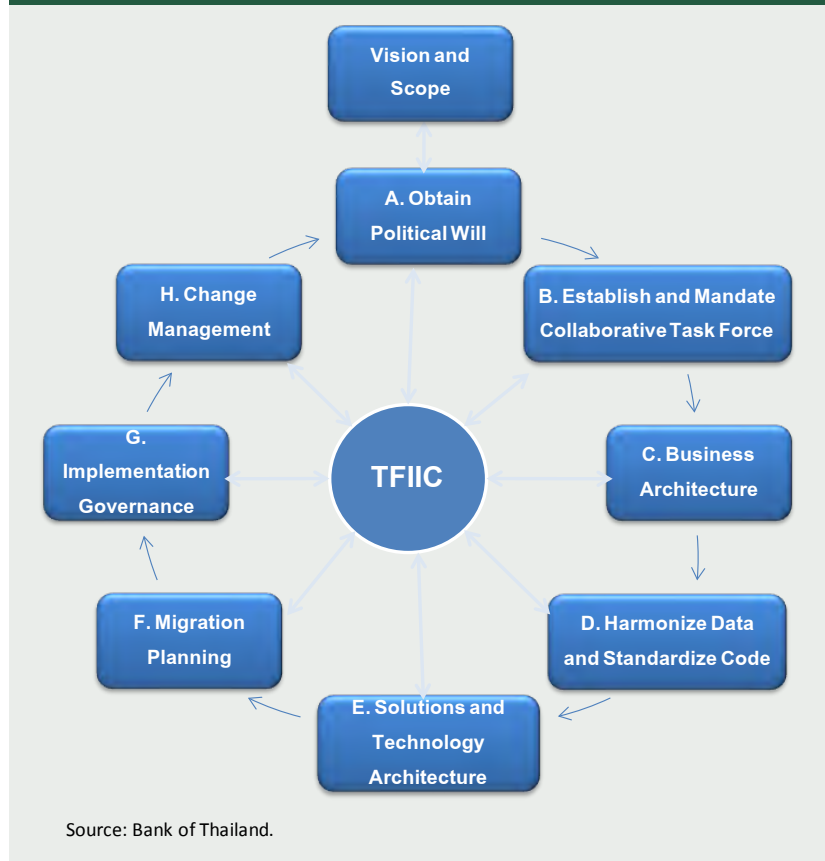 Vision and
Scope
A. Obtain
Political Will
B. Establish and Mandate
Collaborative Task Force
C. Business
Architecture
D. Harmonize Data
and Standardize Code
E. Solutions and
Technology
Architecture
F. Migration
Planning
G.
Implementation
Governance
H. Change
Management
TFIIC
Source: Bank of Thailand.